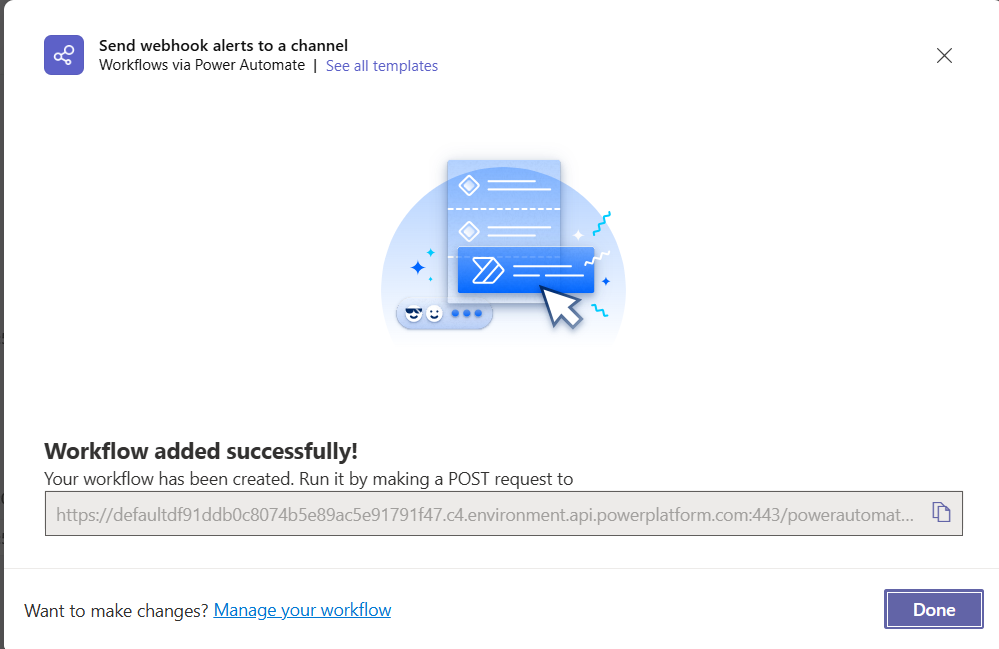 Send webhook alerts to a channel
Workflows via Power Automate | See all templates
Workflow added successfully!
Your workflow has been created. Run it by making a POST request to
https://defaultdf91ddb0c8074b5e89ac5e91791f47.c4.environment.api.powerplatform.com:443/powerautomat...
Want to make changes? Manage your workflow
Done